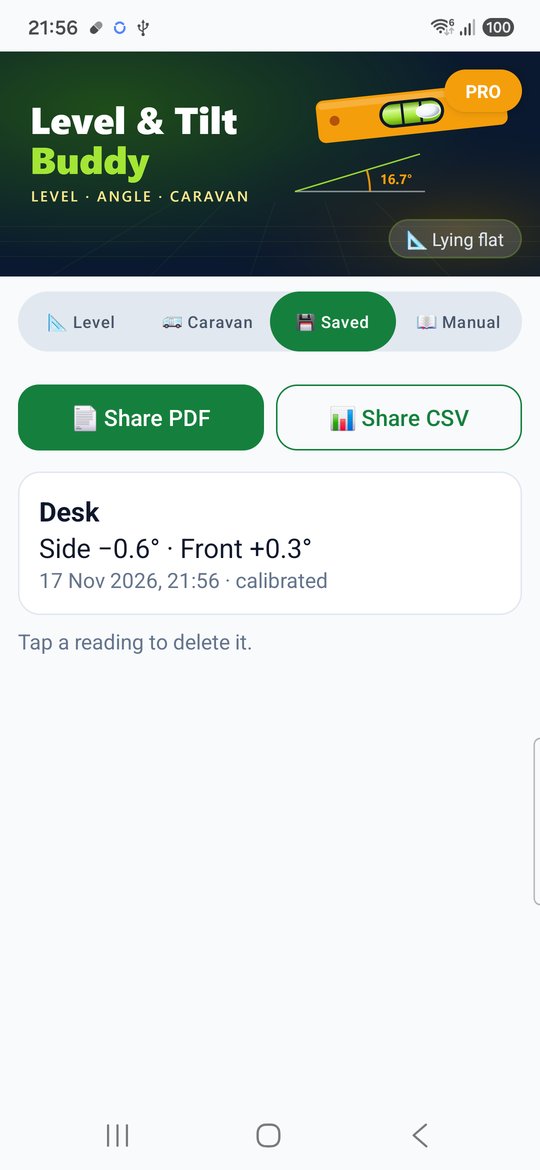 21:56
6
100
PRO
Level & Tilt
Buddy
LEVEL · ANGLE · CARAVAN
16.7°
📐 Lying flat
📐 Level
🚐 Caravan
💾 Saved
📖 Manual
📄 Share PDF
📊 Share CSV
Desk
Side −0.6° · Front +0.3°
17 Nov 2026, 21:56 · calibrated
Tap a reading to delete it.